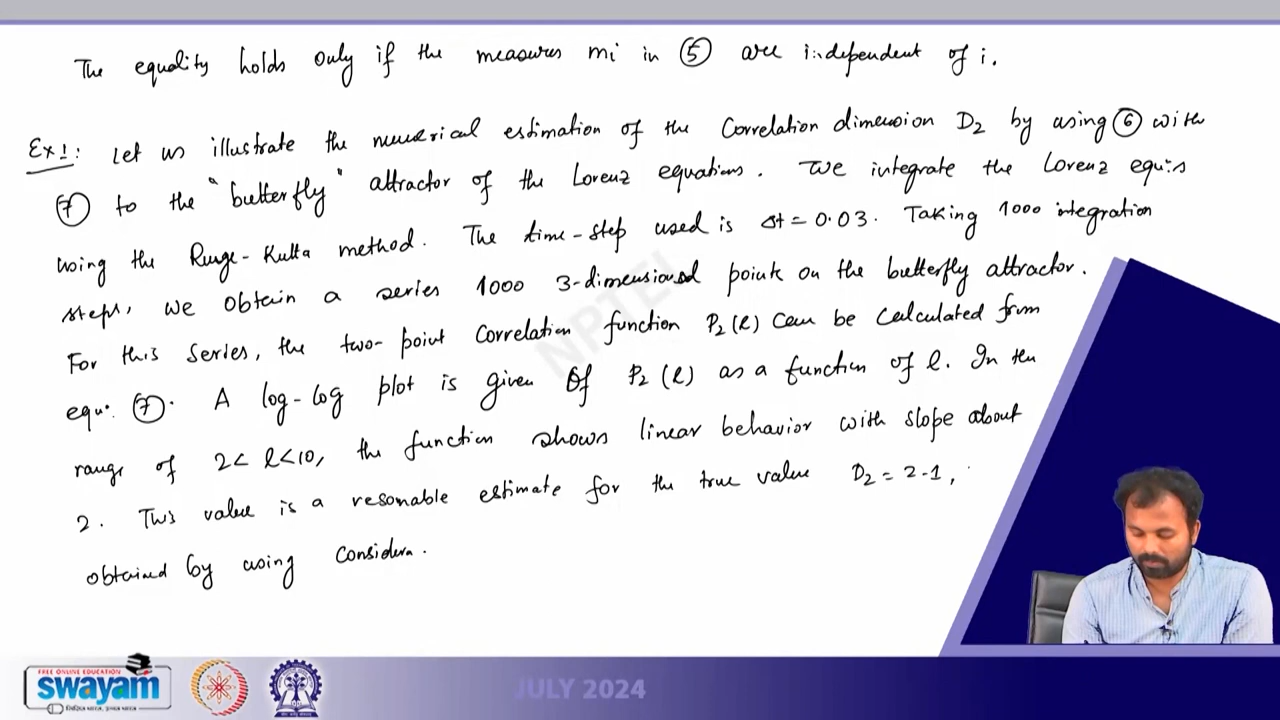 The equality holds only if the measures mi in ⑤ are independent of i.
Ex1: Let us illustrate the numerical estimation of the Correlation dimension D₂ by using ⑥ with
⑦ to the "butterfly" attractor of the Lorenz equations. We integrate the Lorenz equ:s
using the Runge-Kutta method. The time-step used is Δt = 0.03. Taking 1000 integration
steps, we obtain a series 1000 3-dimensional points on the butterfly attractor.
For this series, the two-point Correlation function P₂(l) can be calculated from
equ: ⑦. A log-log plot is given of P₂(l) as a function of l. In the
range of 2< l<10, the function shows linear behavior with slope about
2. This value is a resonable estimate for the true value D₂ = 2.1,
obtained by using considera.
NPTEL
FREE ONLINE EDUCATION
swayam
JULY 2024